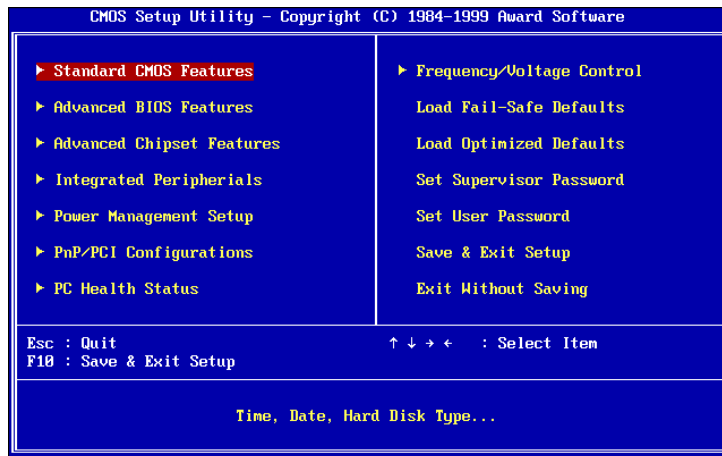 CMOS Setup Utility - Copyright (C) 1984-1999 Award Software
▶ Standard CMOS Features
▶ Advanced BIOS Features
▶ Advanced Chipset Features
▶ Integrated Peripherials
▶ Power Management Setup
▶ PnP/PCI Configurations
▶ PC Health Status
▶ Frequency/Voltage Control
Load Fail-Safe Defaults
Load Optimized Defaults
Set Supervisor Password
Set User Password
Save & Exit Setup
Exit Without Saving
Esc : Quit
F10 : Save & Exit Setup
↑ ↓ → ← : Select Item
Time, Date, Hard Disk Type...